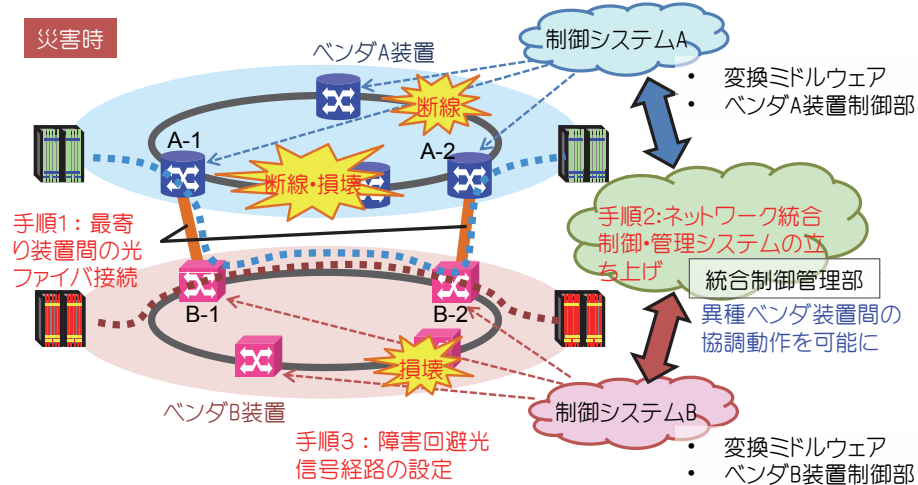 災害時
ベンダA装置
制御システムA
• 変換ミドルウェア
• ベンダA装置制御部
断線
A-1
A-2
断線・損壊
手順1：最寄
り装置間の光
ファイバ接続
手順2:ネットワーク統合
制御・管理システムの立
ち上げ
統合制御管理部
異種ベンダ装置間の
協調動作を可能に
B-1
B-2
損壊
ベンダB装置
制御システムB
手順3：障害回避光
信号経路の設定
• 変換ミドルウェア
• ベンダB装置制御部